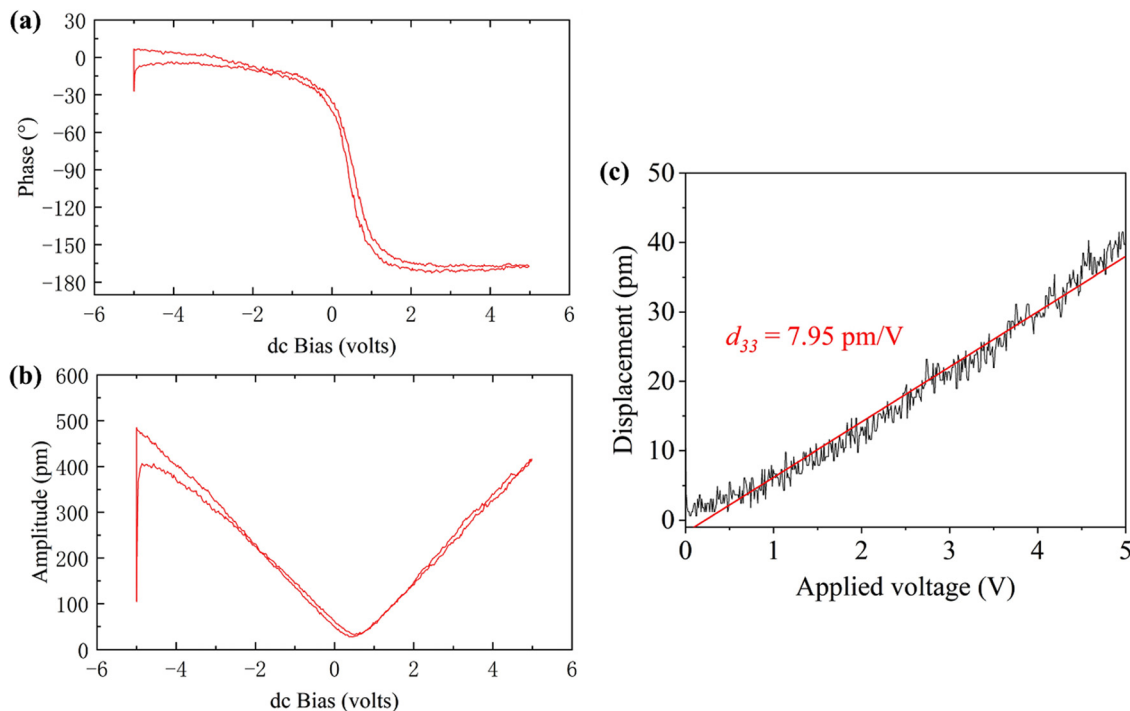 (a)
30
0
−30
−60
−90
−120
−150
−180
Phase (°)
−6 −4 −2 0 2 4 6
dc Bias (volts)
(b)
600
500
400
300
200
100
0
Amplitude (pm)
−6 −4 −2 0 2 4 6
dc Bias (volts)
(c)
50
40
30
20
10
0
Displacement (pm)
d33 = 7.95 pm/V
0 1 2 3 4 5
Applied voltage (V)